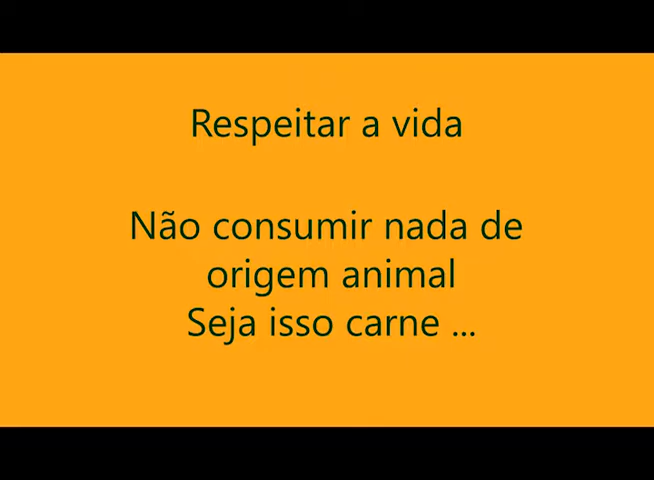 Respeitar a vida
Não consumir nada de
origem animal
Seja isso carne ...